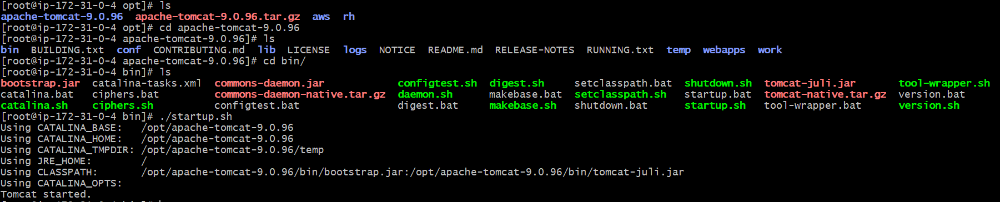 [root@ip-172-31-0-4 opt]# ls
apache-tomcat-9.0.96  apache-tomcat-9.0.96.tar.gz  aws  rh
[root@ip-172-31-0-4 opt]# cd apache-tomcat-9.0.96
[root@ip-172-31-0-4 apache-tomcat-9.0.96]# ls
bin  BUILDING.txt  conf  CONTRIBUTING.md  lib  LICENSE  logs  NOTICE  README.md  RELEASE-NOTES  RUNNING.txt  temp  webapps  work
[root@ip-172-31-0-4 apache-tomcat-9.0.96]# cd bin/
[root@ip-172-31-0-4 bin]# ls
bootstrap.jar  catalina-tasks.xml  commons-daemon.jar            configtest.sh  digest.sh    setclasspath.bat  shutdown.sh  tomcat-juli.jar       tool-wrapper.sh
catalina.bat   ciphers.bat         commons-daemon-native.tar.gz  daemon.sh      makebase.bat  setclasspath.sh   startup.bat  tomcat-native.tar.gz  version.bat
catalina.sh    ciphers.sh          configtest.bat                digest.bat     makebase.sh  shutdown.bat      startup.sh   tool-wrapper.bat      version.sh
[root@ip-172-31-0-4 bin]# ./startup.sh
Using CATALINA_BASE:   /opt/apache-tomcat-9.0.96
Using CATALINA_HOME:   /opt/apache-tomcat-9.0.96
Using CATALINA_TMPDIR: /opt/apache-tomcat-9.0.96/temp
Using JRE_HOME:        /
Using CLASSPATH:       /opt/apache-tomcat-9.0.96/bin/bootstrap.jar:/opt/apache-tomcat-9.0.96/bin/tomcat-juli.jar
Using CATALINA_OPTS:
Tomcat started.